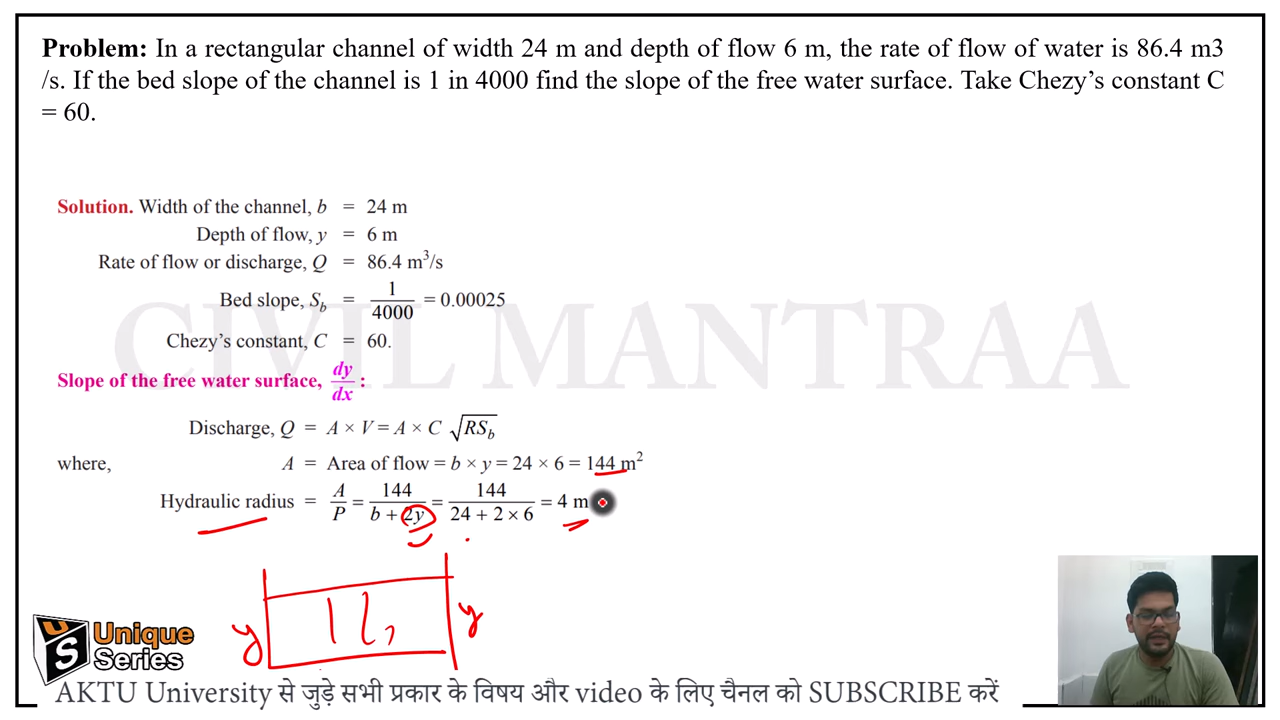 Problem: In a rectangular channel of width 24 m and depth of flow 6 m, the rate of flow of water is 86.4 m3
/s. If the bed slope of the channel is 1 in 4000 find the slope of the free water surface. Take Chezy’s constant C
= 60.
Solution. Width of the channel, b = 24 m
Depth of flow, y = 6 m
Rate of flow or discharge, Q = 86.4 m³/s
Bed slope, S_b = 1/4000 = 0.00025
CIVIL MANTRAA
Chezy’s constant, C = 60.
Slope of the free water surface, dy/dx :
Discharge, Q = A × V = A × C √RS_b
where, A = Area of flow = b × y = 24 × 6 = 144 m²
Hydraulic radius = A/P = 144/(b + 2y) = 144/(24 + 2 × 6) = 4 m
y y
US Unique
Series
AKTU University से जुड़े सभी प्रकार के विषय और video के लिए चैनल को SUBSCRIBE करें